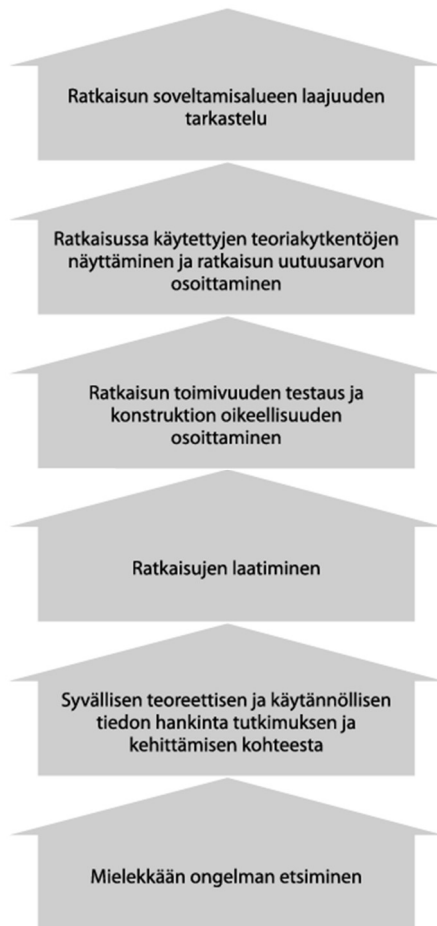 Ratkaisun soveltamisalueen laajuuden
tarkastelu
Ratkaisussa käytettyjen teoriakytkentöjen
näyttäminen ja ratkaisun uutuusarvon
osoittaminen
Ratkaisun toimivuuden testaus ja
konstruktion oikeellisuuden
osoittaminen
Ratkaisujen laatiminen
Syvällisen teoreettisen ja käytännöllisen
tiedon hankinta tutkimuksen ja
kehittämisen kohteesta
Mielekkään ongelman etsiminen